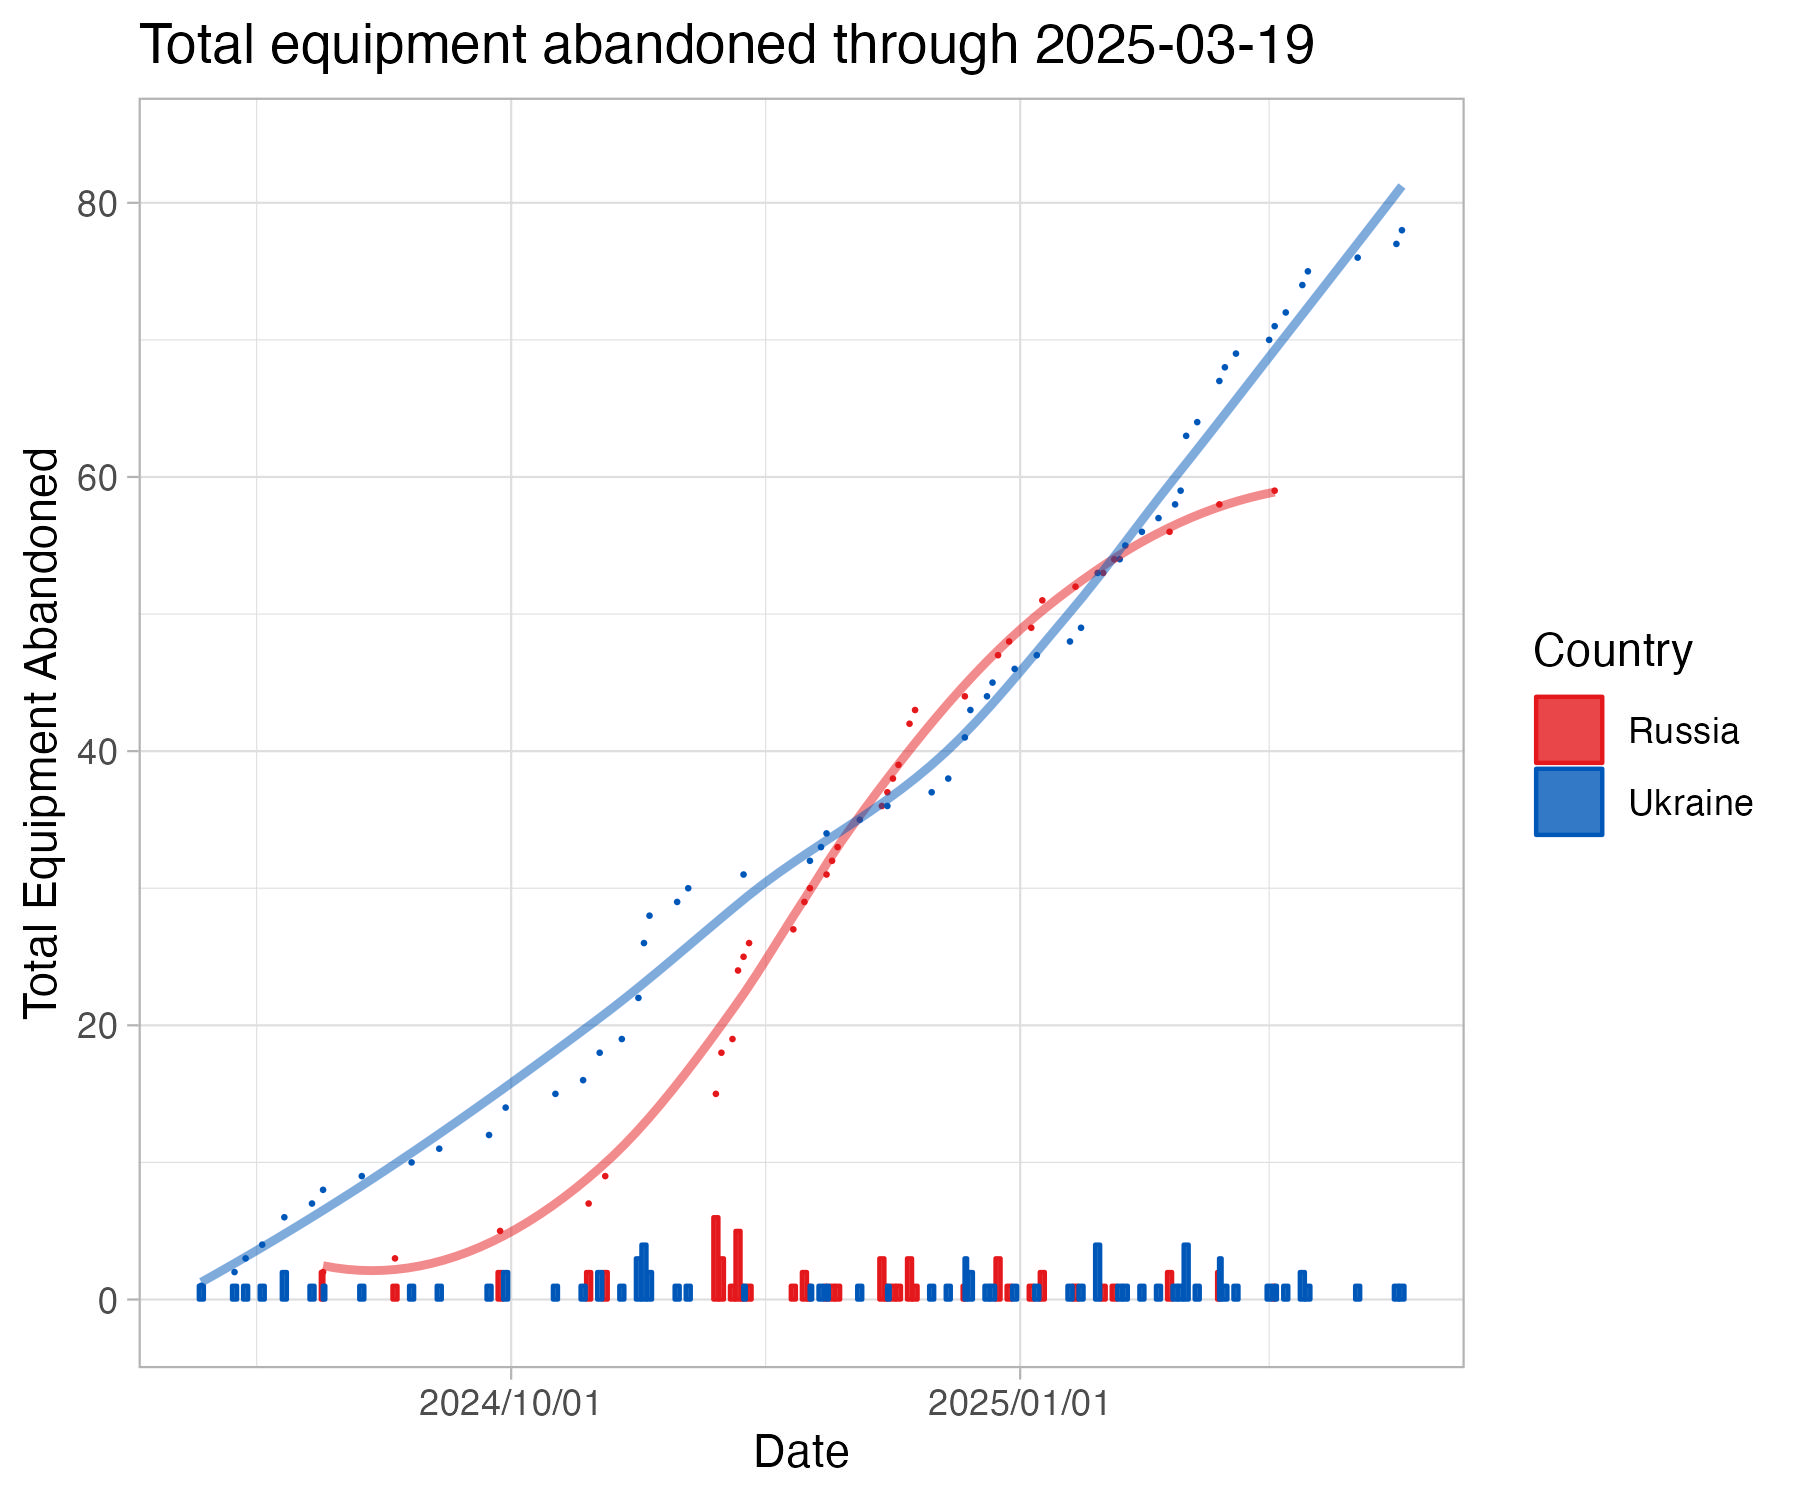 Total equipment abandoned through 2025-03-19
Total Equipment Abandoned
80
60
40
20
0
2024/10/01
2025/01/01
Date
Country
Russia
Ukraine